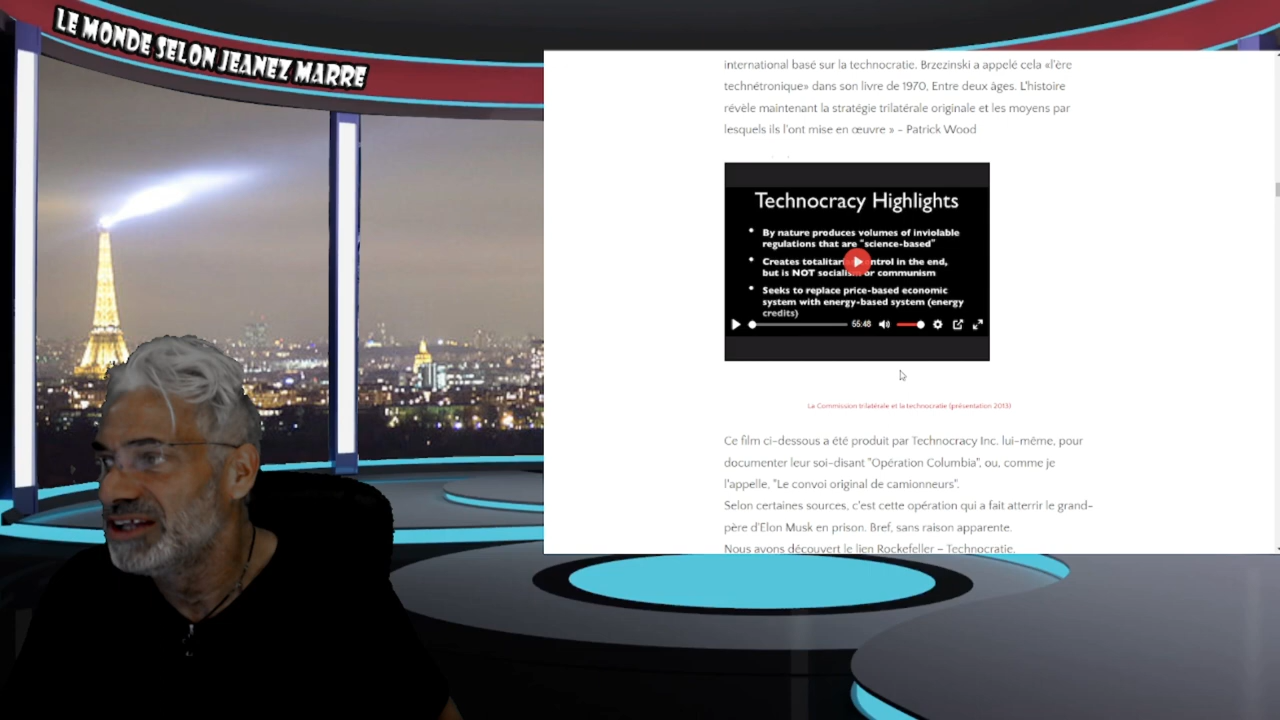 LE MONDE SELON JEANEZ MARRE
international basé sur la technocratie. Brzezinski a appelé cela «l'ère
technétronique» dans son livre de 1970, Entre deux âges. L'histoire
révèle maintenant la stratégie trilatérale originale et les moyens par
lesquels ils l'ont mise en œuvre » - Patrick Wood
Technocracy Highlights
• By nature produces volumes of inviolable
regulations that are "science-based"
• Creates control in the end,
but is NOT or communism
• Seeks to replace price-based economic
system with energy-based system (energy
credits)
55:48
La Commission trilatérale et la technocratie (présentation 2013)
Ce film ci-dessous a été produit par Technocracy Inc. lui-même, pour
documenter leur soi-disant "Opération Columbia", ou, comme je
l'appelle, "Le convoi original de camionneurs".
Selon certaines sources, c'est cette opération qui a fait atterrir le grand-
père d'Elon Musk en prison. Bref, sans raison apparente.
Nous avons découvert le lien Rockefeller – Technocratie.